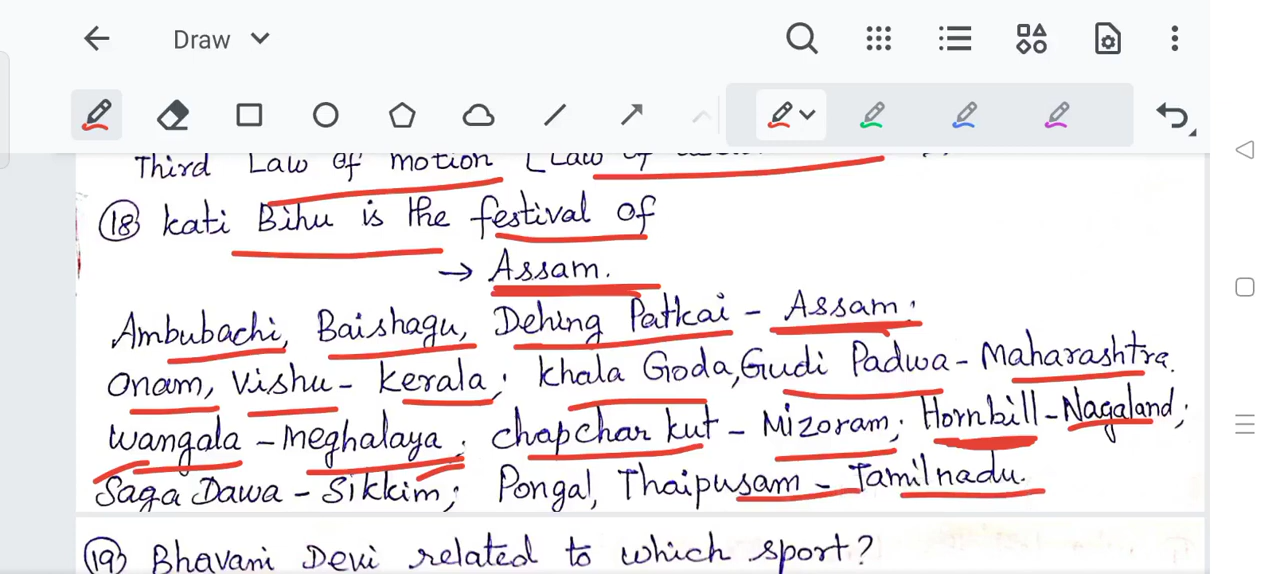 Draw
Third Law of motion [Law of
18 Kati Bihu is the festival of
→ Assam.
Ambubachi, Baishagu, Dehing Patkai - Assam;
Onam, Vishu - Kerala; Khala Goda, Gudi Padwa - Maharashtra.
Wangala - Meghalaya; Chapchar Kut - Mizoram; Hornbill - Nagaland;
Saga Dawa - Sikkim; Pongal, Thaipusam - Tamilnadu.
19 Bhavani Devi related to which sport?